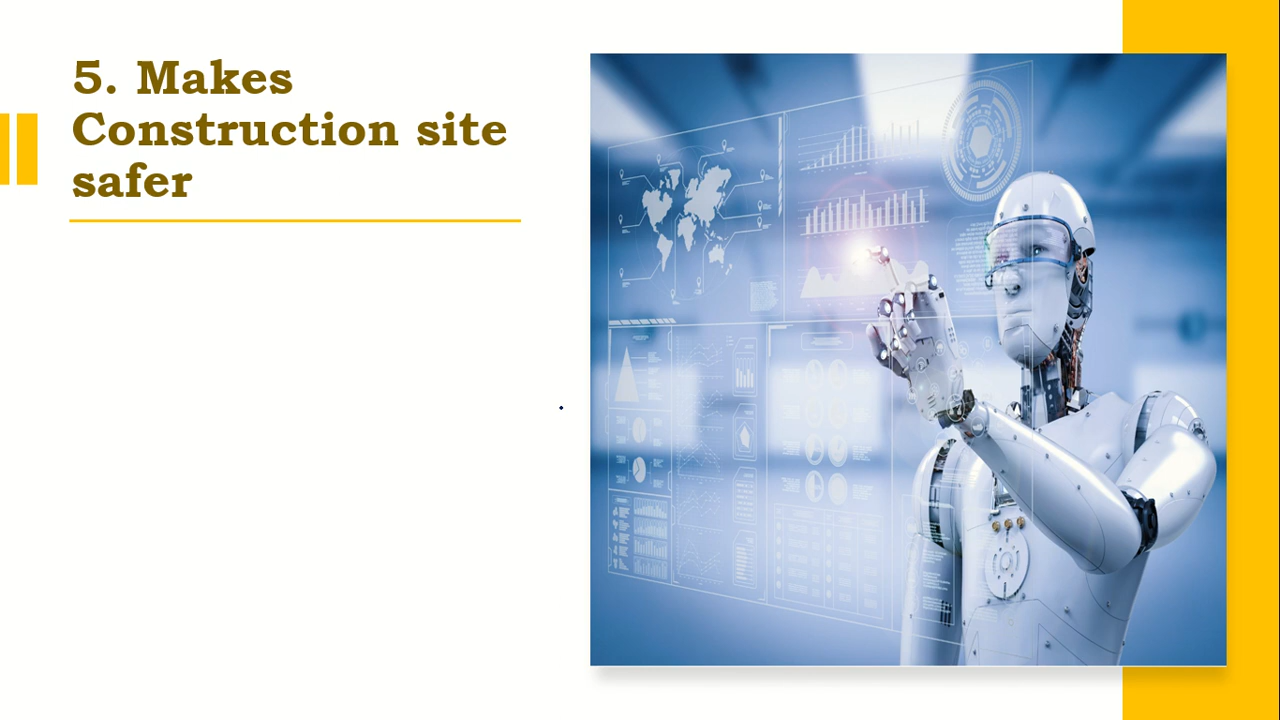 5. Makes
Construction site
safer